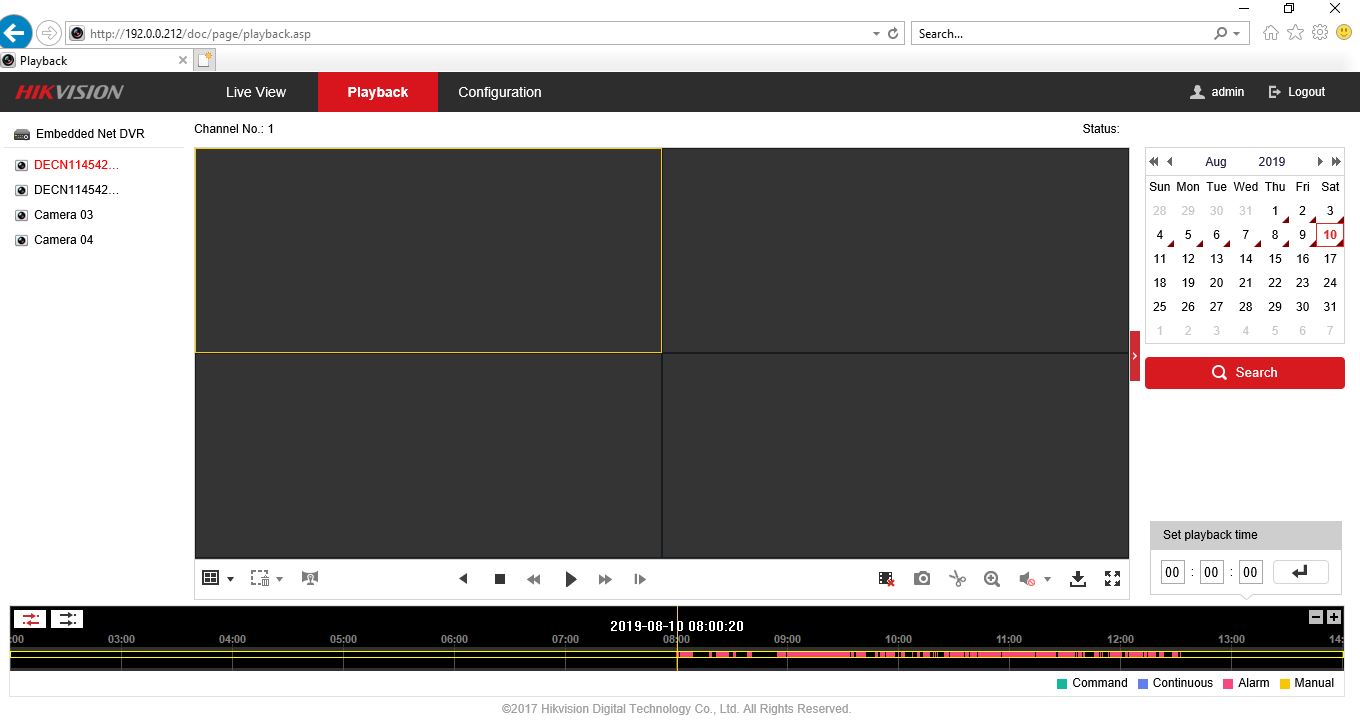 http://192.0.0.212/doc/page/playback.asp
Search...
Playback
HIKVISION
Live View
Playback
Configuration
admin
Logout
Embedded Net DVR
DECN114542...
DECN114542...
Camera 03
Camera 04
Channel No.: 1
Status:
Aug 2019
Sun Mon Tue Wed Thu Fri Sat
28 29 30 31 1 2 3
4 5 6 7 8 9 10
11 12 13 14 15 16 17
18 19 20 21 22 23 24
25 26 27 28 29 30 31
1 2 3 4 5 6 7
Search
Set playback time
00 : 00 : 00
2019-08-10 08:00:20
:00 03:00 04:00 05:00 06:00 07:00 08:00 09:00 10:00 11:00 12:00 13:00 14:
Command Continuous Alarm Manual
©2017 Hikvision Digital Technology Co., Ltd. All Rights Reserved.